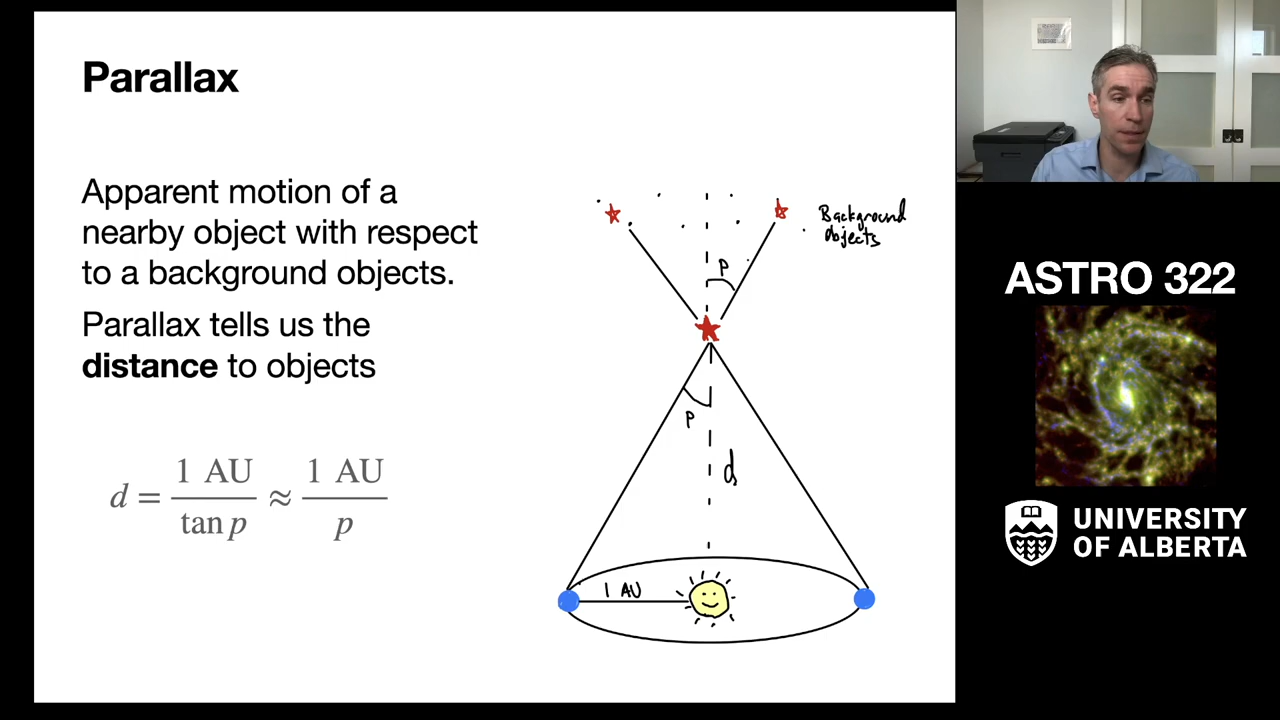 Parallax
Apparent motion of a
nearby object with respect
to a background objects.
Parallax tells us the
distance to objects
d = 1 AU / tan p ≈ 1 AU / p
Background
objects
P
P
d
1 AU
ASTRO 322
UNIVERSITY
OF ALBERTA